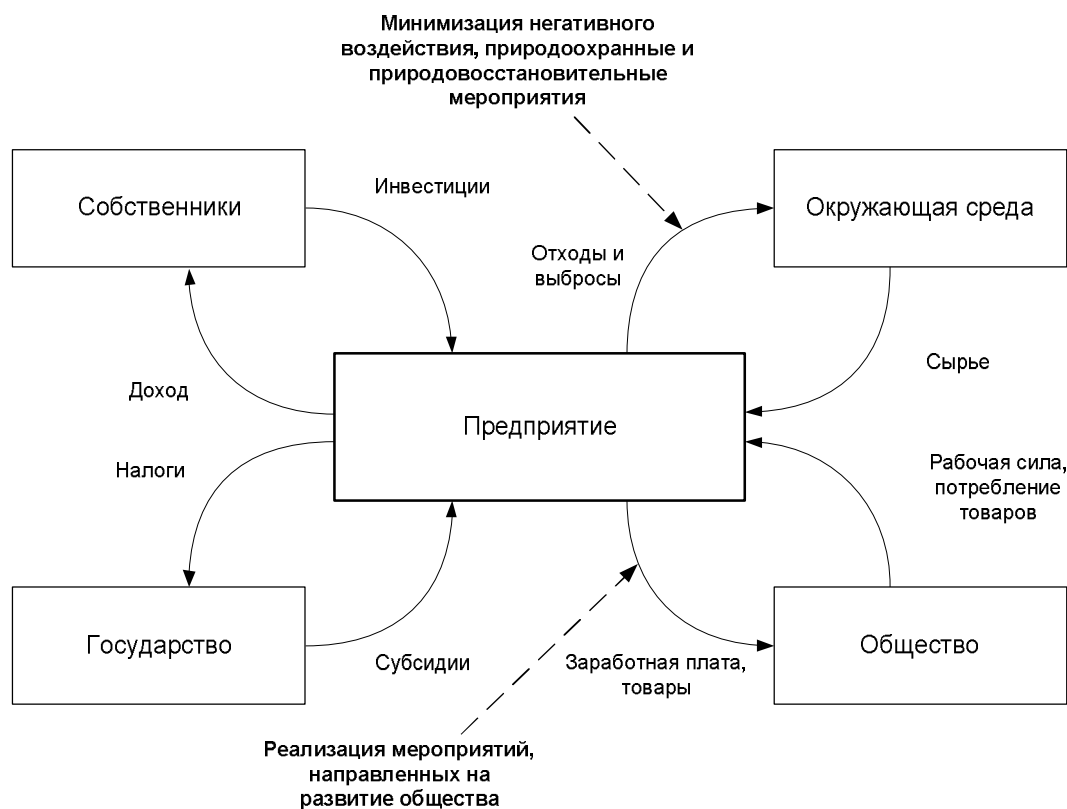 Минимизация негативного
воздействия, природоохранные и
природовосстановительные
мероприятия
Собственники
Инвестиции
Окружающая среда
Отходы и
выбросы
Доход
Сырье
Предприятие
Налоги
Рабочая сила,
потребление
товаров
Государство
Субсидии
Заработная плата,
товары
Общество
Реализация мероприятий,
направленных на
развитие общества